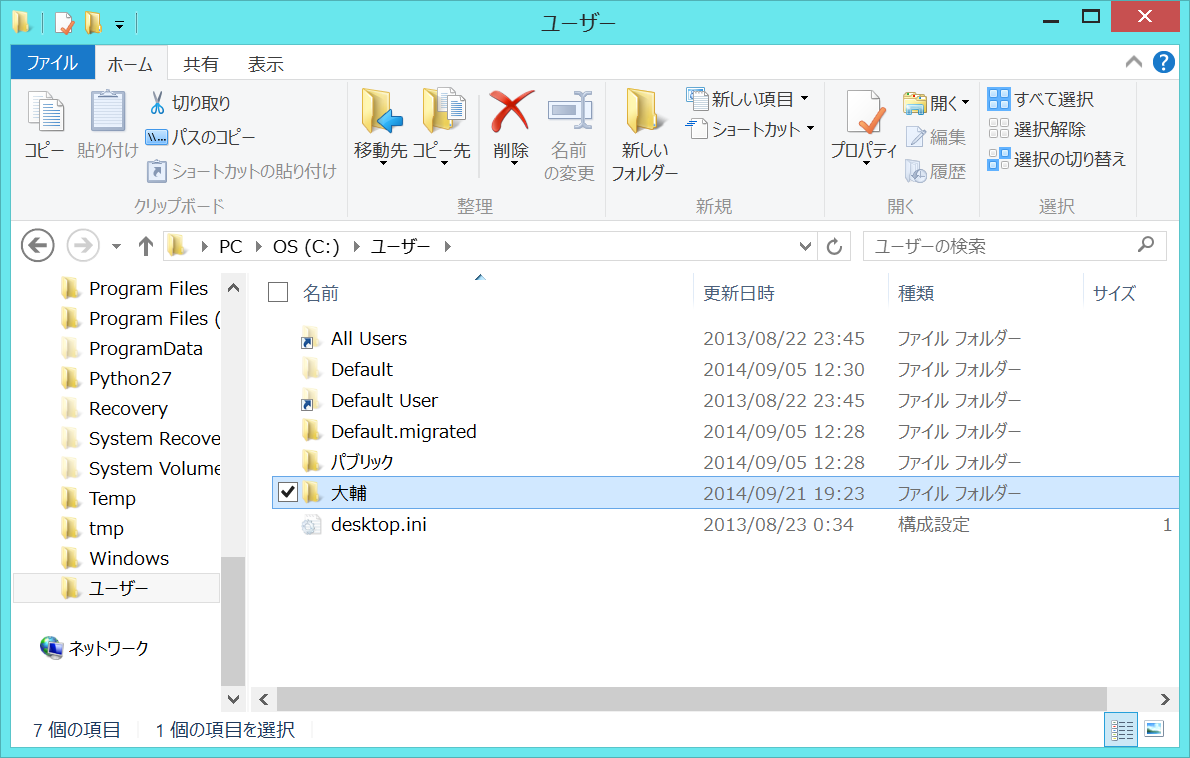 ユーザー
ファイル ホーム 共有 表示
コピー 貼り付け 切り取り パスのコピー ショートカットの貼り付け
クリップボード
移動先 コピー先 削除 名前の変更
整理
新しいフォルダー 新しい項目 ショートカット
新規
プロパティ 開く 編集 履歴
開く
すべて選択 選択解除 選択の切り替え
選択
PC OS (C:) ユーザー
ユーザーの検索
Program Files
Program Files (
ProgramData
Python27
Recovery
System Recove
System Volume
Temp
tmp
Windows
ユーザー
ネットワーク
名前 更新日時 種類 サイズ
All Users 2013/08/22 23:45 ファイル フォルダー
Default 2014/09/05 12:30 ファイル フォルダー
Default User 2013/08/22 23:45 ファイル フォルダー
Default.migrated 2014/09/05 12:28 ファイル フォルダー
パブリック 2014/09/05 12:28 ファイル フォルダー
大輔 2014/09/21 19:23 ファイル フォルダー
desktop.ini 2013/08/23 0:34 構成設定 1
7 個の項目 1 個の項目を選択